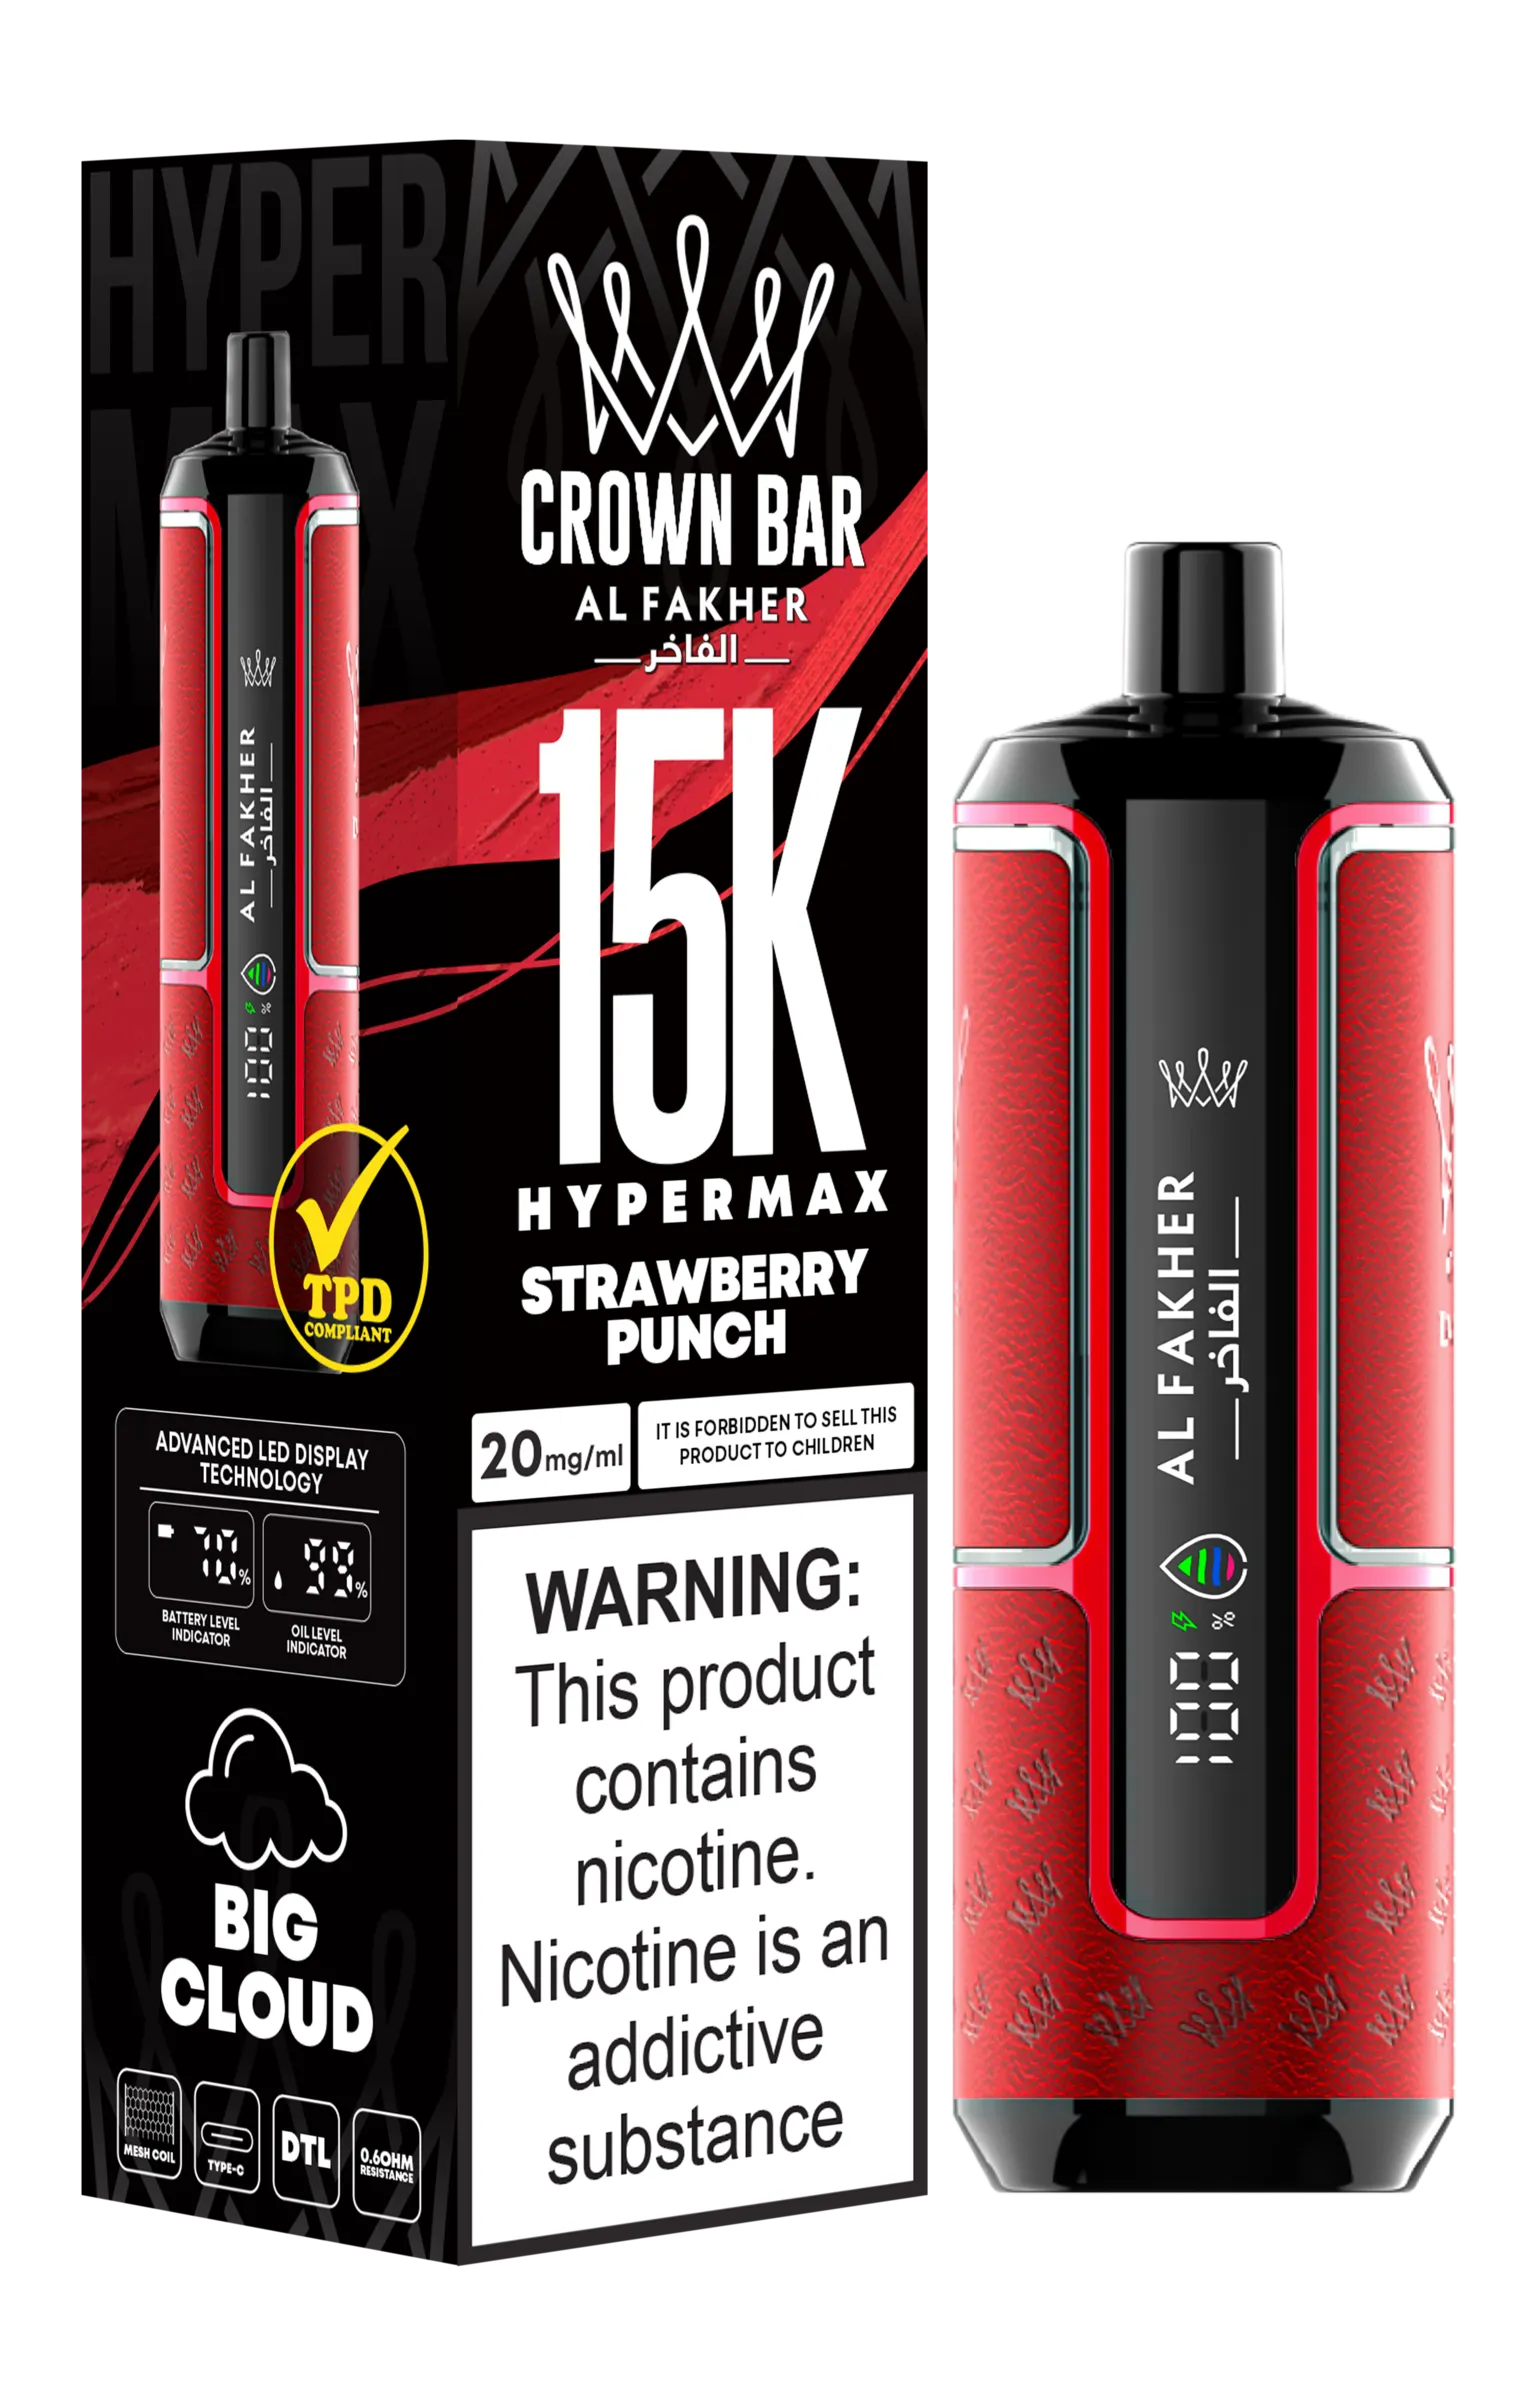 HYPER
MAX
AL FAKHER
الفاخر
100
%
TPD
COMPLIANT
ADVANCED LED DISPLAY
TECHNOLOGY
70%
99%
BATTERY LEVEL
INDICATOR
OIL LEVEL
INDICATOR
BIG
CLOUD
MESH COIL
TYPE-C
DTL
0.6OHM
RESISTANCE
CROWN BAR
AL FAKHER
الفاخر
15K
HYPERMAX
STRAWBERRY
PUNCH
20mg/ml
IT IS FORBIDDEN TO SELL THIS
PRODUCT TO CHILDREN
WARNING:
This product
contains
nicotine.
Nicotine is an
addictive
substance
AL FAKHER
الفاخر
100
%